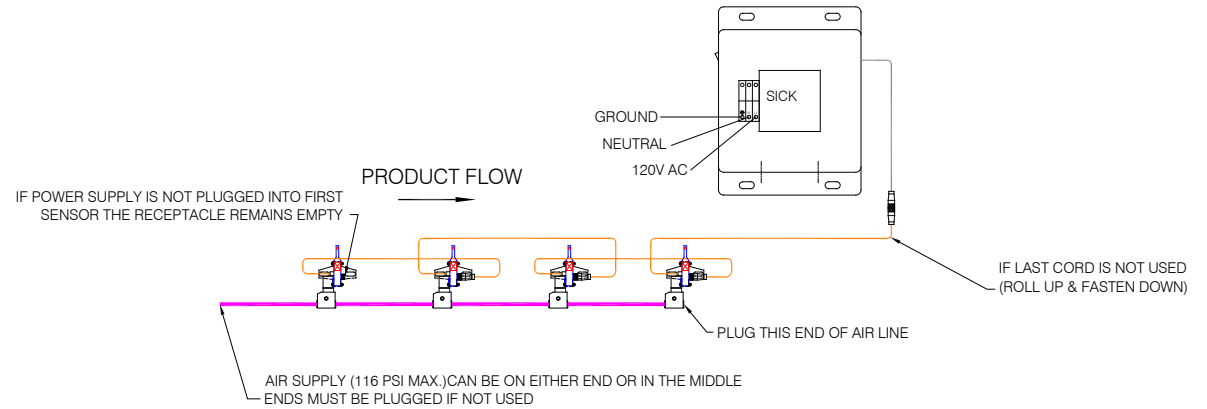 SICK
GROUND
NEUTRAL
120V AC
PRODUCT FLOW
IF POWER SUPPLY IS NOT PLUGGED INTO FIRST
SENSOR THE RECEPTACLE REMAINS EMPTY
IF LAST CORD IS NOT USED
(ROLL UP & FASTEN DOWN)
PLUG THIS END OF AIR LINE
AIR SUPPLY (116 PSI MAX.)CAN BE ON EITHER END OR IN THE MIDDLE
ENDS MUST BE PLUGGED IF NOT USED